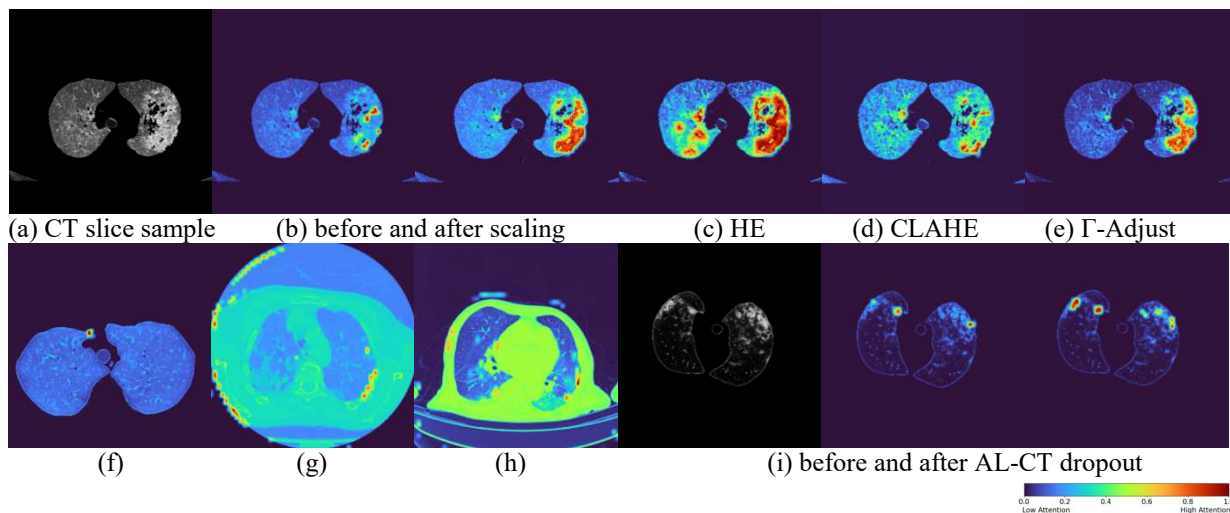 (a) CT slice sample (b) before and after scaling (c) HE (d) CLAHE (e) Γ-Adjust
(f) (g) (h) (i) before and after AL-CT dropout
0.0 0.2 0.4 0.6 0.8 1.
Low Attention High Attention